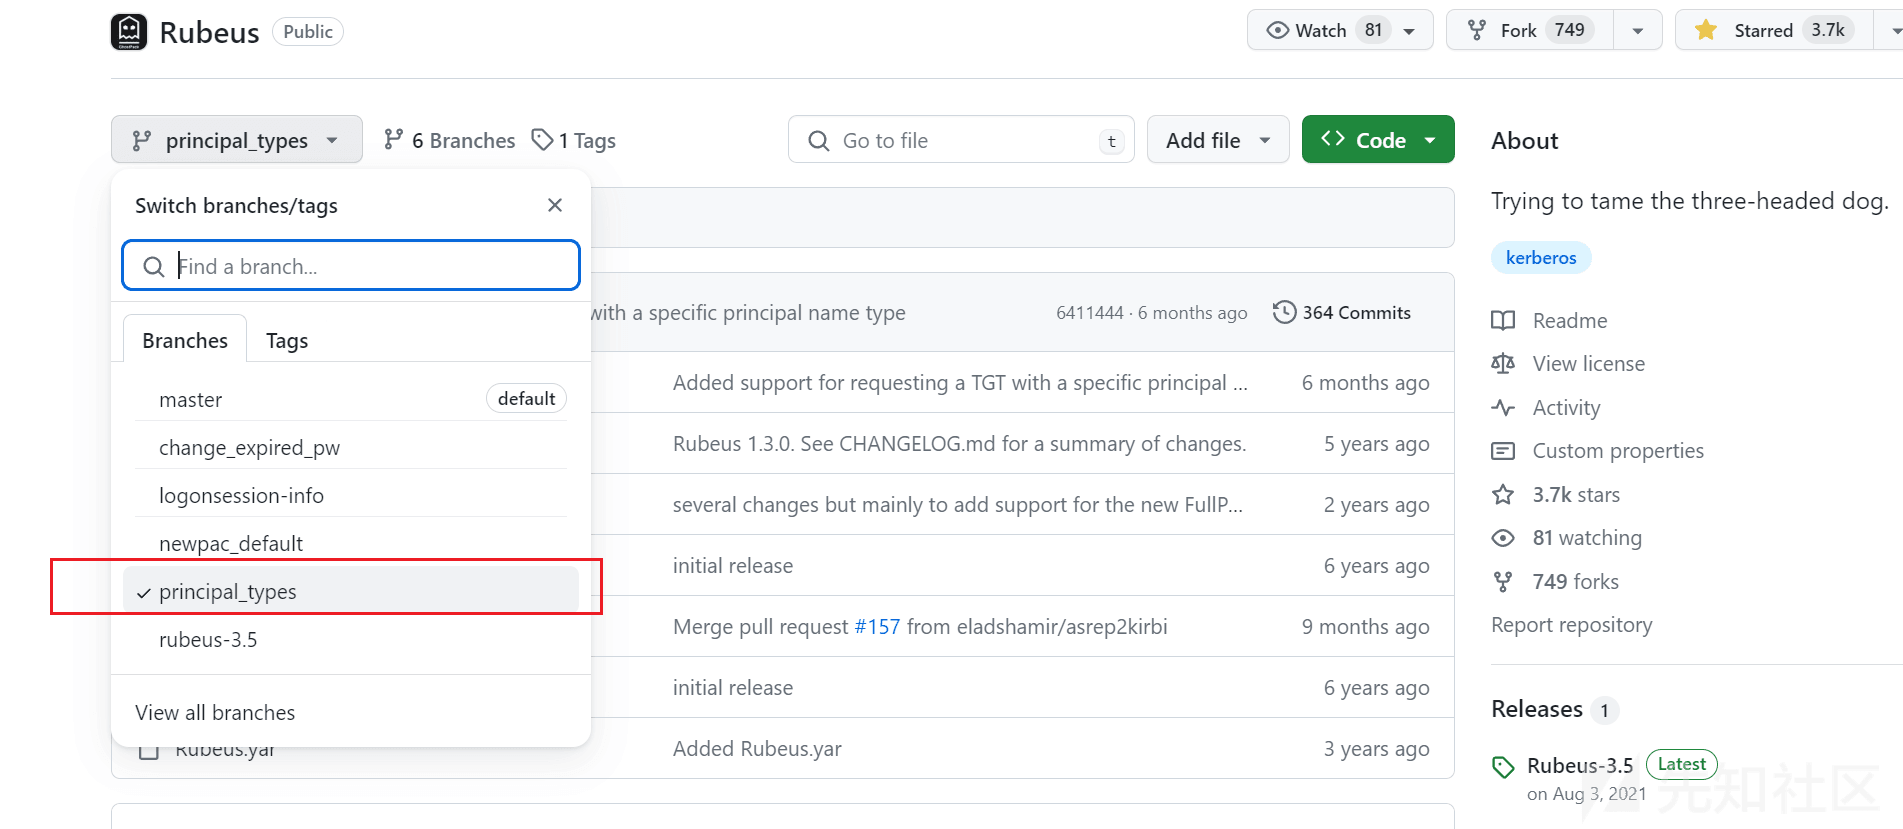 Rubeus Public
Watch 81
Fork 749
Starred 3.7k
principal_types
6 Branches
1 Tags
Go to file
t
Add file
Code
Switch branches/tags
Find a branch...
Branches
Tags
master default
change_expired_pw
logonsession-info
newpac_default
principal_types
rubeus-3.5
View all branches
with a specific principal name type
6411444 · 6 months ago
364 Commits
Added support for requesting a TGT with a specific principal ... 6 months ago
Rubeus 1.3.0. See CHANGELOG.md for a summary of changes. 5 years ago
several changes but mainly to add support for the new FullP... 2 years ago
initial release 6 years ago
Merge pull request #157 from eladshamir/asrep2kirbi 9 months ago
initial release 6 years ago
Rubeus.yar Added Rubeus.yar 3 years ago
About
Trying to tame the three-headed dog.
kerberos
Readme
View license
Activity
Custom properties
3.7k stars
81 watching
749 forks
Report repository
Releases 1
Rubeus-3.5 Latest
on Aug 3, 2021
先知社区